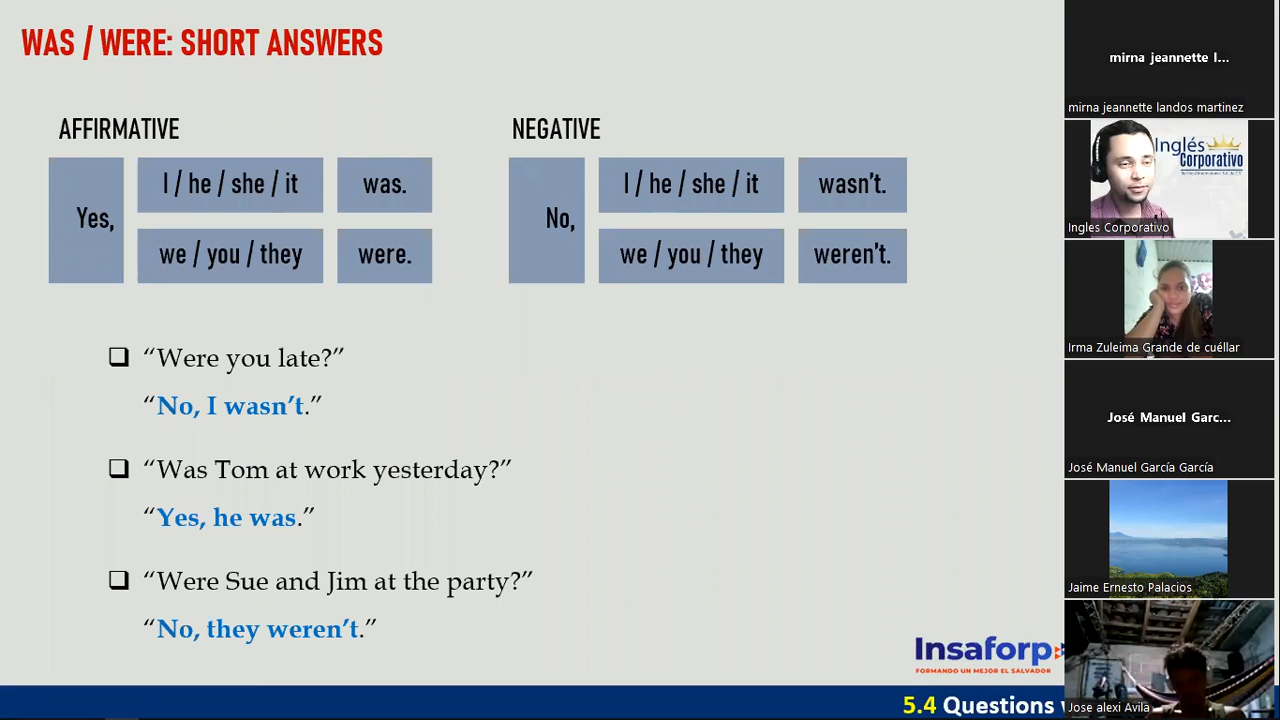 WAS / WERE: SHORT ANSWERS
AFFIRMATIVE
NEGATIVE
Yes,
I / he / she / it
was.
we / you / they
were.
No,
I / he / she / it
wasn't.
we / you / they
weren't.
“Were you late?”
“No, I wasn't.”
“Was Tom at work yesterday?”
“Yes, he was.”
“Were Sue and Jim at the party?”
“No, they weren't.”
Insaforp
FORMANDO UN MEJOR EL SALVADOR
5.4 Questions
mirna jeannette l...
mirna jeannette landos martinez
Inglés
Corporativo
Ingles Corporativo
Irma Zuleima Grande de cuéllar
José Manuel Garc...
José Manuel García García
Jaime Ernesto Palacios
Jose alexi Avila